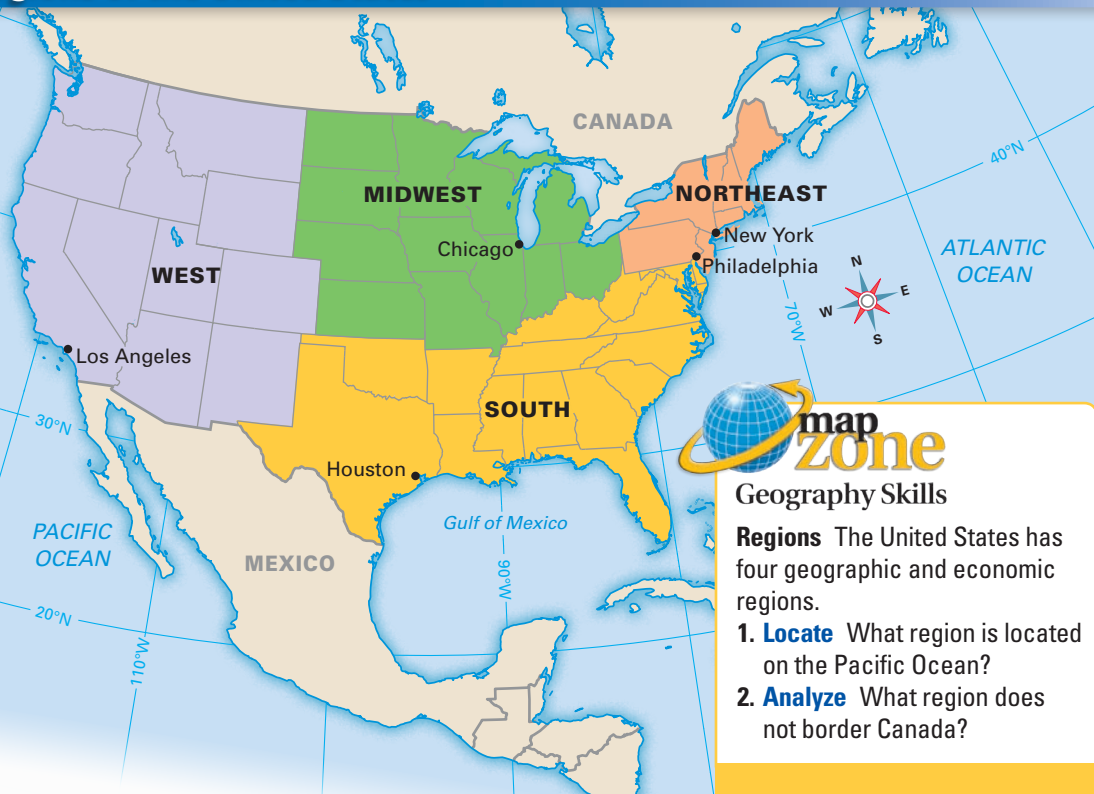 CANADA
MIDWEST
NORTHEAST
40°N
New York
Chicago
ATLANTIC
OCEAN
Philadelphia
WEST
N
E
W
S
70°W
Los Angeles
SOUTH
30°N
Houston
PACIFIC
OCEAN
Gulf of Mexico
MEXICO
90°W
20°N
110°W
map
zone
Geography Skills
Regions The United States has
four geographic and economic
regions.
1. Locate What region is located
on the Pacific Ocean?
2. Analyze What region does
not border Canada?